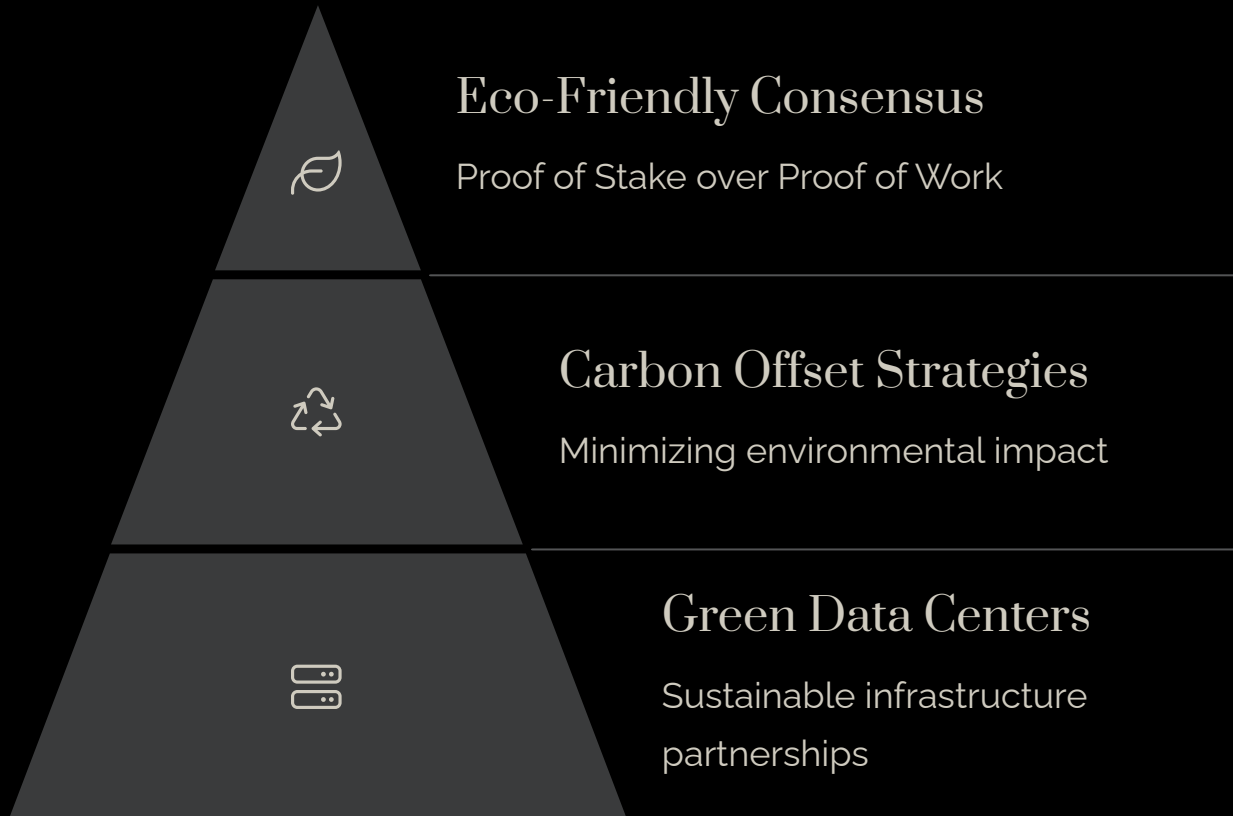 Eco-Friendly Consensus
Proof of Stake over Proof of Work
Carbon Offset Strategies
Minimizing environmental impact
Green Data Centers
Sustainable infrastructure
partnerships